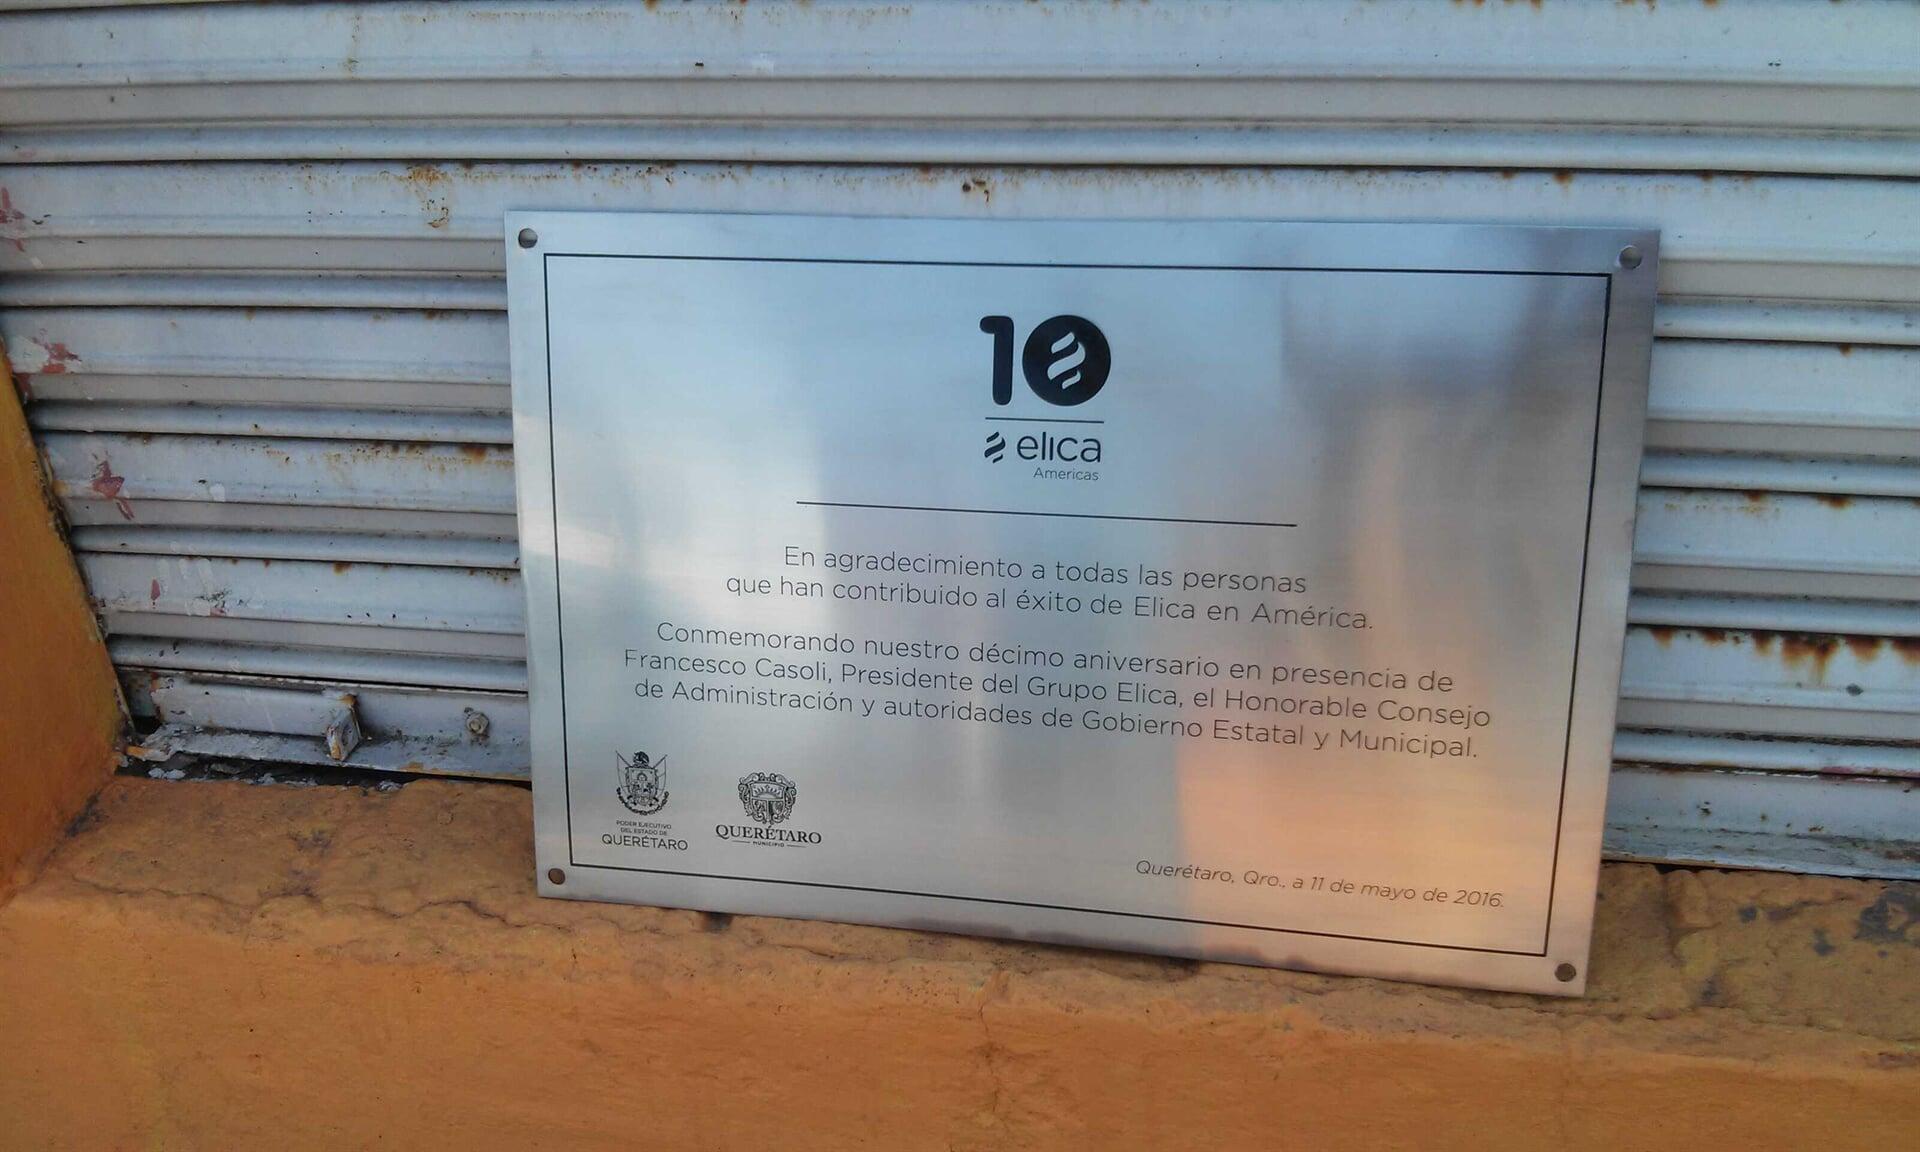 10
elica
Americas
En agradecimiento a todas las personas
que han contribuido al éxito de Elica en América.
Conmemorando nuestro décimo aniversario en presencia de
Francesco Casoli, Presidente del Grupo Elica, el Honorable Consejo
de Administración y autoridades de Gobierno Estatal y Municipal.
PODER EJECUTIVO
DEL ESTADO DE
QUERÉTARO
QUERÉTARO
MUNICIPIO
Querétaro, Qro., a 11 de mayo de 2016.